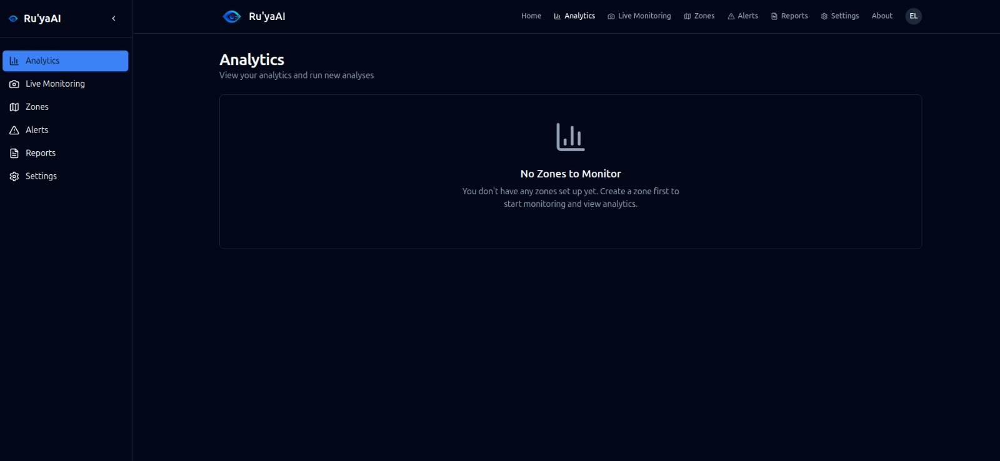 Ru'yaAI
Analytics
Live Monitoring
Zones
Alerts
Reports
Settings
Ru'yaAI
Home
Analytics
Live Monitoring
Zones
Alerts
Reports
Settings
About
EL
Analytics
View your analytics and run new analyses
No Zones to Monitor
You don't have any zones set up yet. Create a zone first to
start monitoring and view analytics.